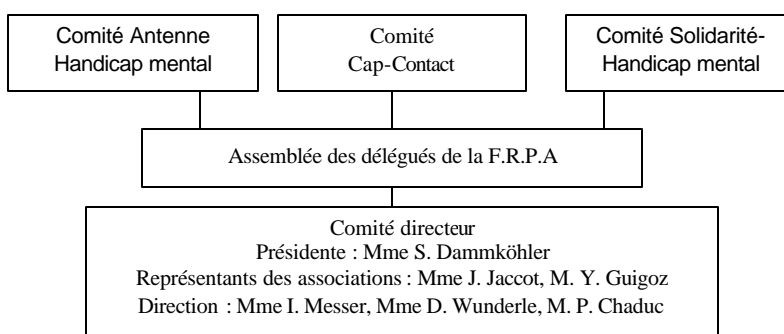 Comité Antenne
Handicap mental
Comité
Cap-Contact
Comité Solidarité-
Handicap mental
Assemblée des délégués de la F.R.P.A
Comité directeur
Présidente : Mme S. Dammköhler
Représentants des associations : Mme J. Jaccot, M. Y. Guigoz
Direction : Mme I. Messer, Mme D. Wunderle, M. P. Chaduc